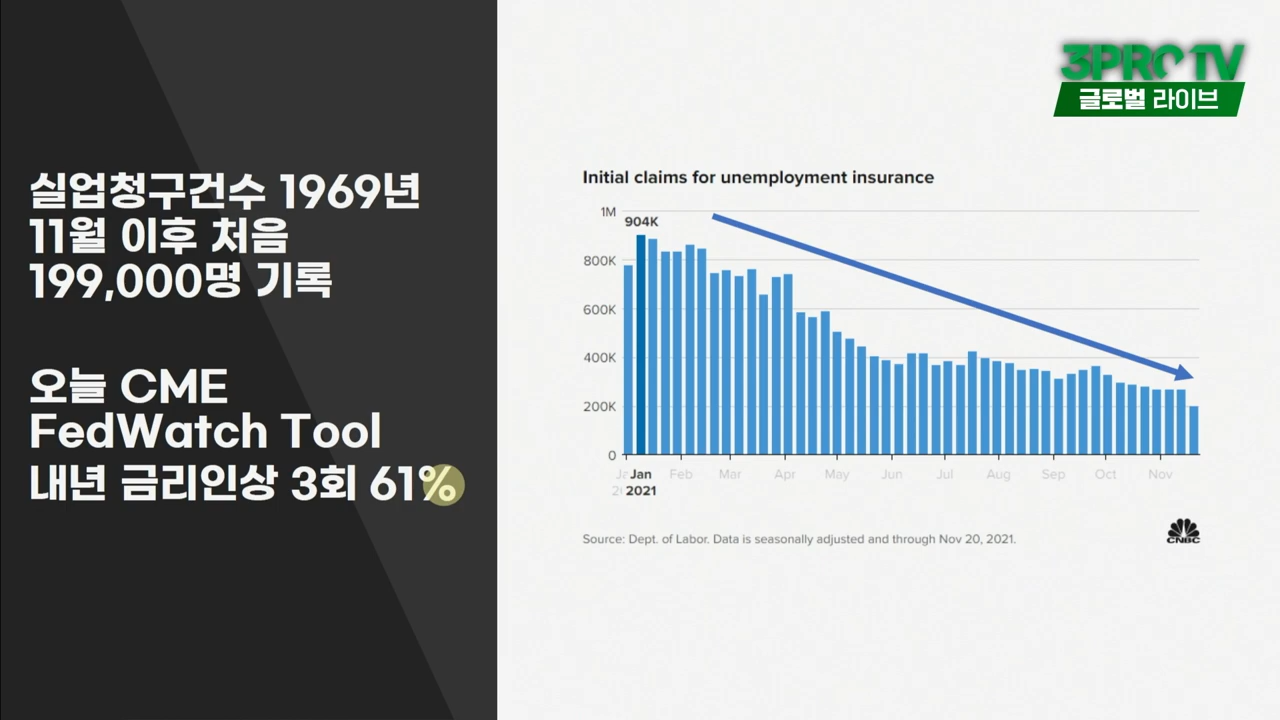 실업청구건수 1969년
11월 이후 처음
199,000명 기록
오늘 CME
FedWatch Tool
내년 금리인상 3회 61%
3PRO TV
글로벌 라이브
Initial claims for unemployment insurance
1M
904K
800K
600K
400K
200K
0
Jan Feb Mar Apr May Jun Jul Aug Sep Oct Nov
2021
Source: Dept. of Labor. Data is seasonally adjusted and through Nov 20, 2021.
CNBC